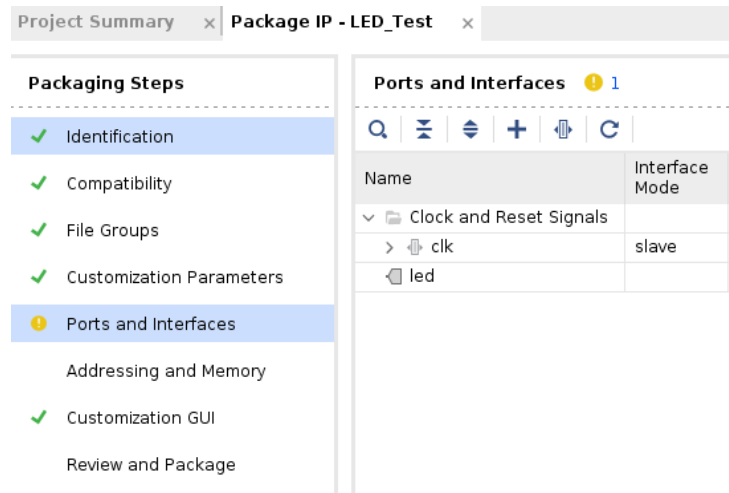 Project Summary × Package IP - LED_Test ×
Packaging Steps
Identification
Compatibility
File Groups
Customization Parameters
Ports and Interfaces
Addressing and Memory
Customization GUI
Review and Package
Ports and Interfaces 1
Name
Interface
Mode
Clock and Reset Signals
clk slave
led